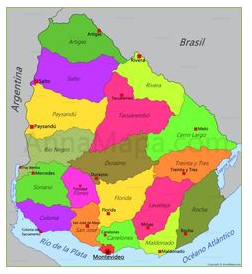 Artigas
Artigas
Brasil
Rivera
Rivera
Argentina
Salto
Salto
Tacuarembó
Tacuarembó
Paysandú
Paysandú
Melo
Cerro Largo
Río Negro
Durazno
Treinta y Tres
Treinta y Tres
Mercedes
Soriano
Durazno
Flores
Florida
Florida
Lavalleja
Rocha
Rocha
Colonia
San José
Canelones
Canelones
Minas
Maldonado
Maldonado
Río de la Plata
Montevideo
Océano Atlántico